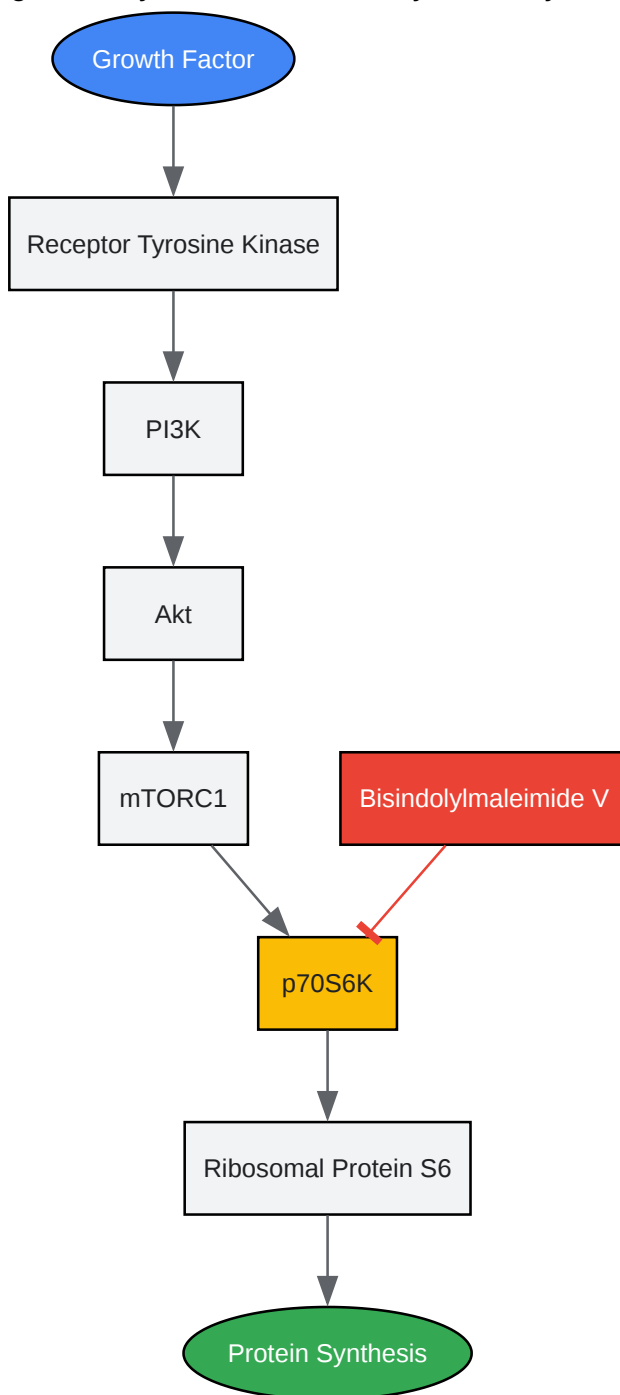 Growth Factor
Receptor Tyrosine Kinase
PI3K
Akt
mTORC1
Bisindolylmaleimide V
p70S6K
Ribosomal Protein S6
Protein Synthesis